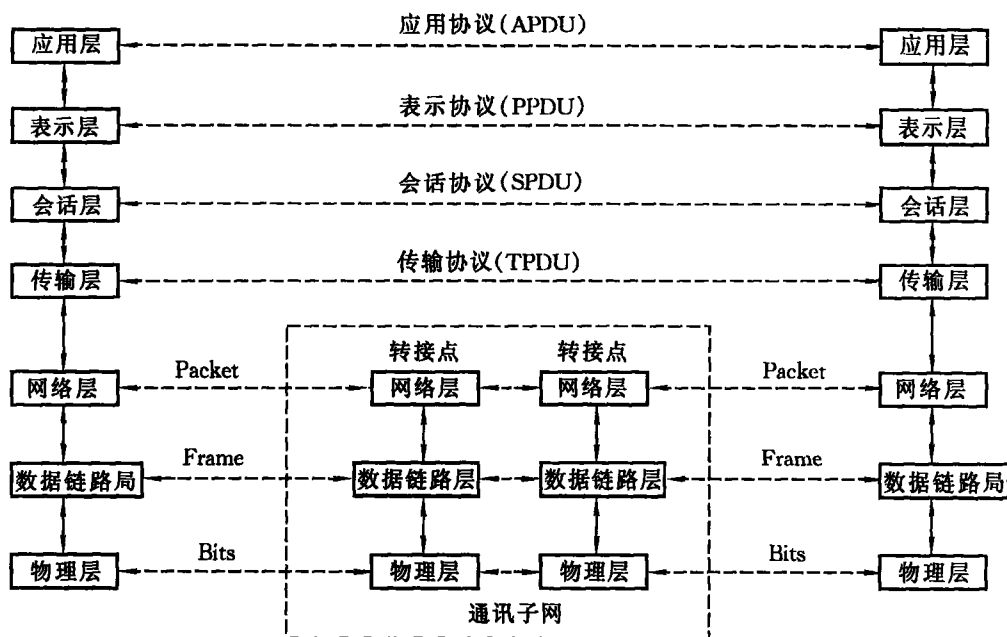 应用协议(APDU)
应用层 应用层
表示协议(PPDU)
表示层 表示层
会话协议(SPDU)
会话层 会话层
传输协议(TPDU)
传输层 传输层
转接点 转接点
网络层 Packet 网络层 网络层 Packet 网络层
数据链路局 Frame 数据链路层 数据链路层 Frame 数据链路局
物理层 Bits 物理层 物理层 Bits 物理层
通讯子网